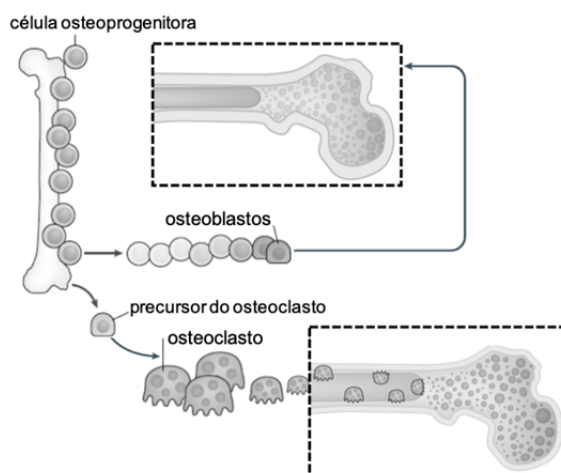 célula osteoprogenitora
osteoblastos
precursor do osteoclasto
osteoclasto